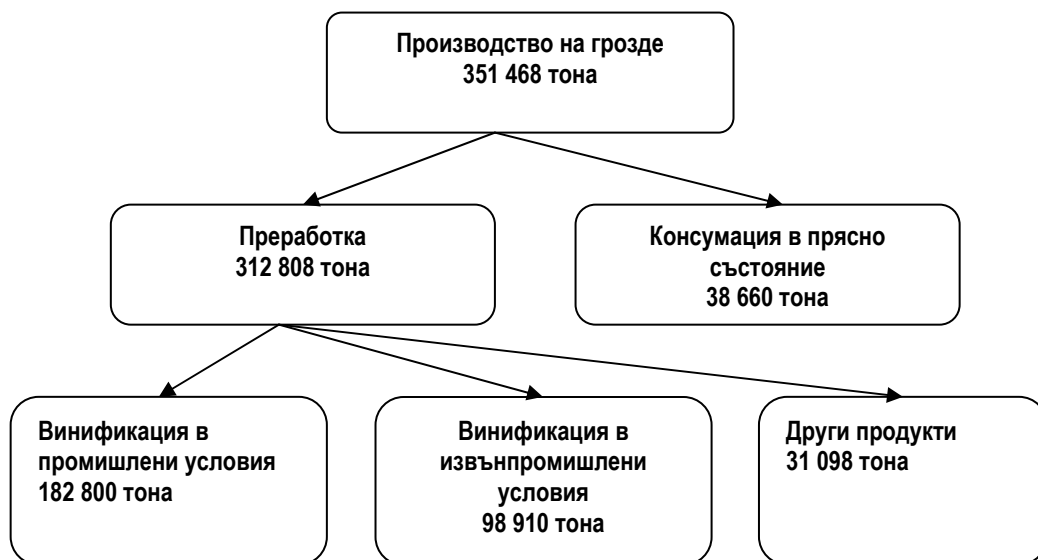 Производство на грозде
351 468 тона
Преработка
312 808 тона
Консумация в прясно
състояние
38 660 тона
Винификация в
промишлени условия
182 800 тона
Винификация в
извънпромишлени
условия
98 910 тона
Други продукти
31 098 тона